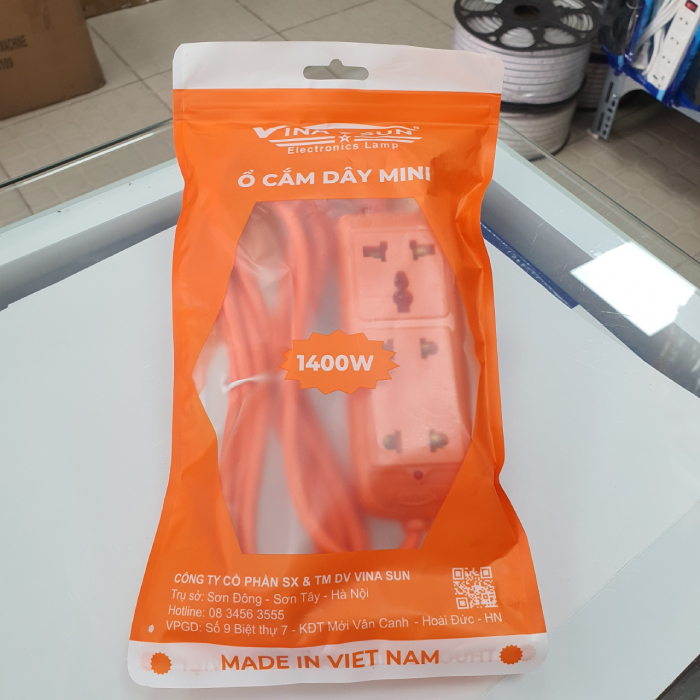 VINA SUN®
Electronics Lamp
Ổ CẮM DÂY MINI
1400W
CÔNG TY CỔ PHẦN SX & TM DV VINA SUN
Trụ sở: Sơn Đông - Sơn Tây - Hà Nội
Hotline: 08 3456 3555
VPGD: Số 9 Biệt thự 7 - KĐT Mới Vân Canh - Hoài Đức - HN
MADE IN VIET NAM